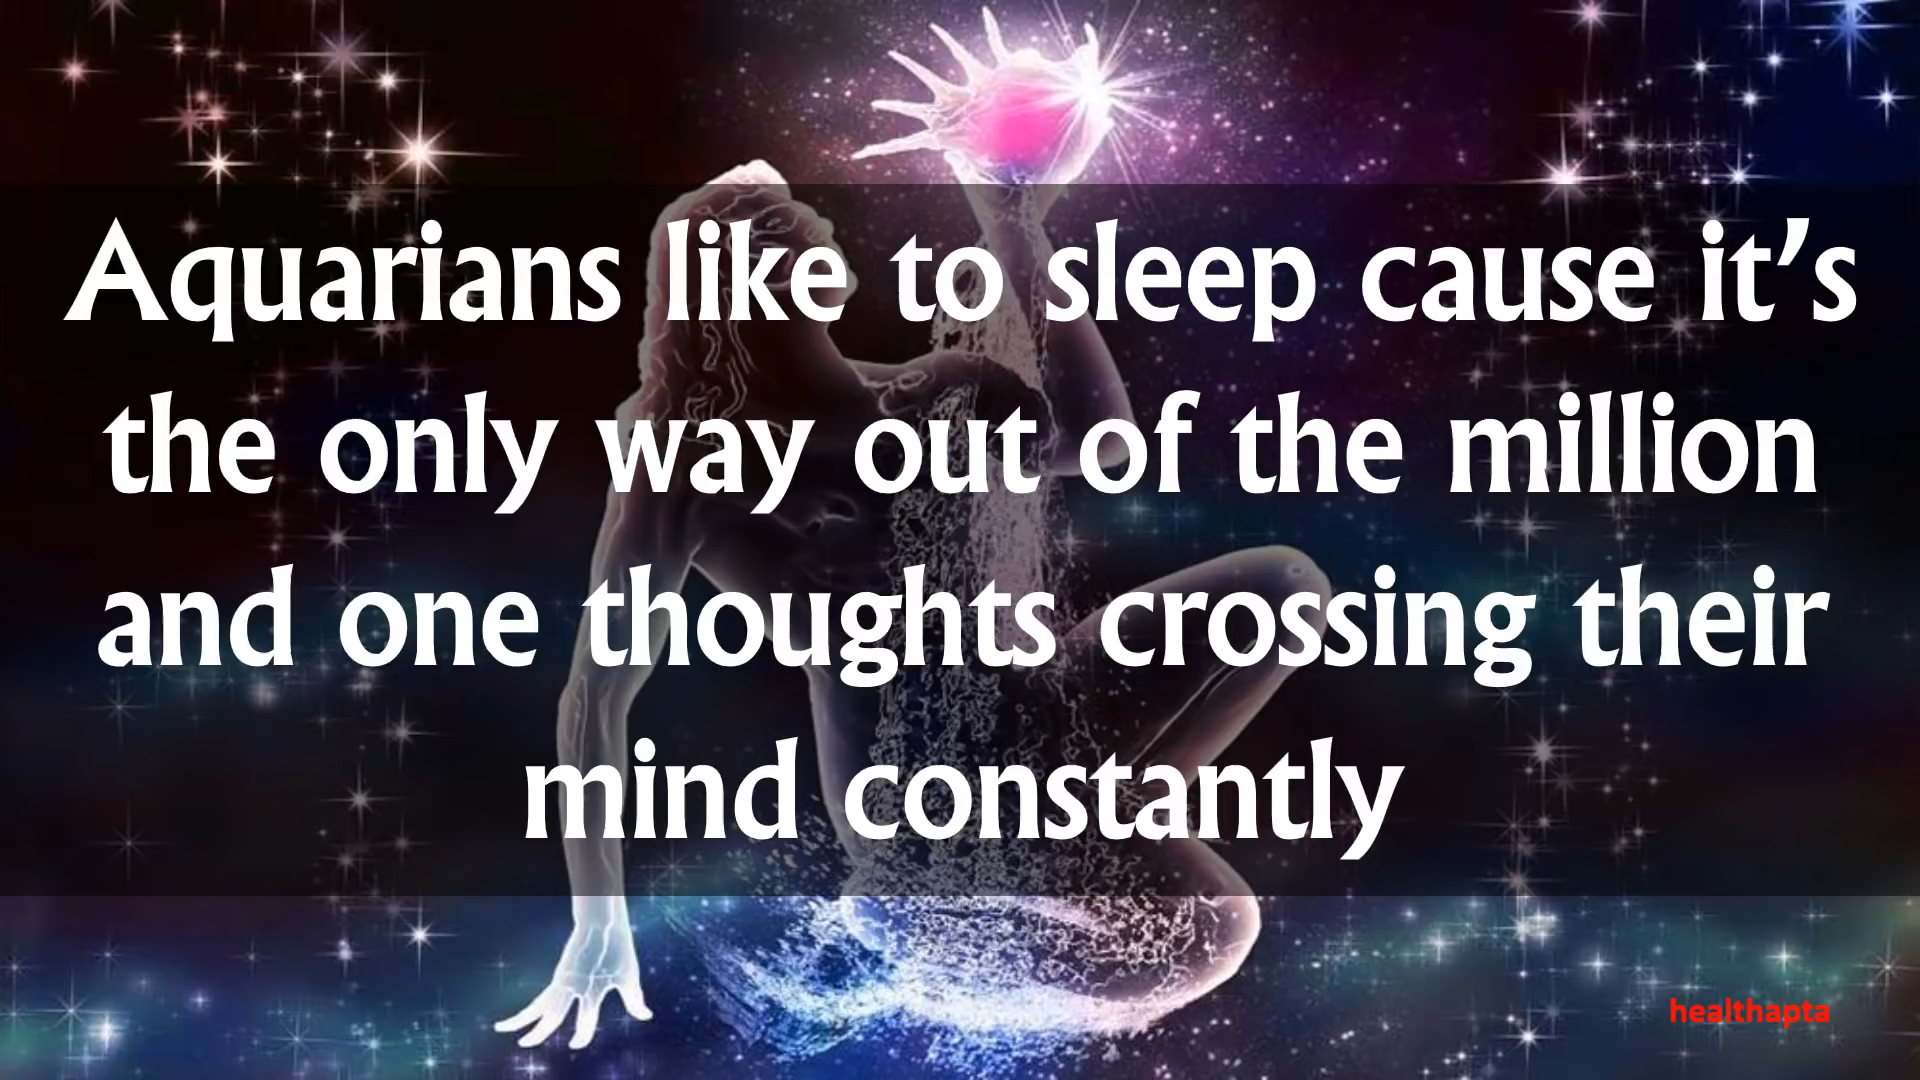 Aquarians like to sleep cause it’s
the only way out of the million
and one thoughts crossing their
mind constantly
healthapta